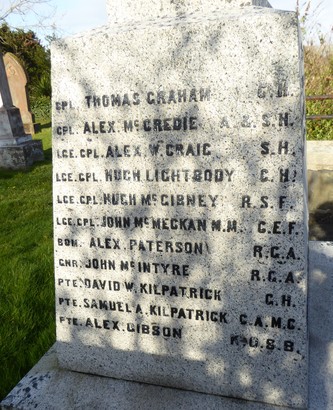 CPL. THOMAS GRAHAM G.H.
CPL. ALEX. McCREDIE A.&.S.H.
LCE.CPL. ALEX.W.CRAIG S.H.
LCE.CPL. HUGH LIGHTBODY G.H.
LCE.CPL. HUGH McGIBNEY R.S.F.
LCE.CPL. JOHN McMECKAN M.M. C.E.F.
BOM. ALEX. PATERSON R.G.A.
GNR. JOHN McINTYRE R.G.A.
PTE. DAVID W. KILPATRICK G.H.
PTE. SAMUEL A. KILPATRICK C.A.M.C.
PTE. ALEX. GIBSON K.O.S.B.